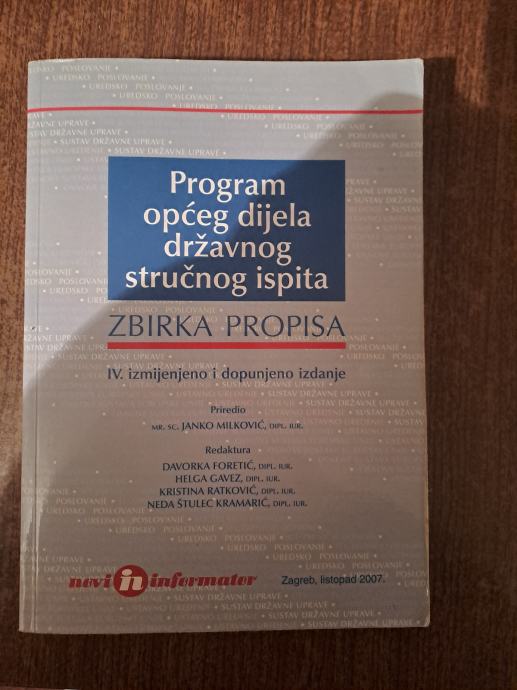 Program
općeg dijela
državnog
stručnog ispita
ZBIRKA PROPISA
IV. izmijenjeno i dopunjeno izdanje
Priredio
MR. SC. JANKO MILKOVIĆ, DIPL. IUR.
Redaktura
DAVORKA FORETIĆ, DIPL. IUR.
HELGA GAVEZ, DIPL. IUR.
KRISTINA RATKOVIĆ, DIPL. IUR.
NEDA ŠTULEC KRAMARIĆ, DIPL. IUR.
novi in informator
Zagreb, listopad 2007.